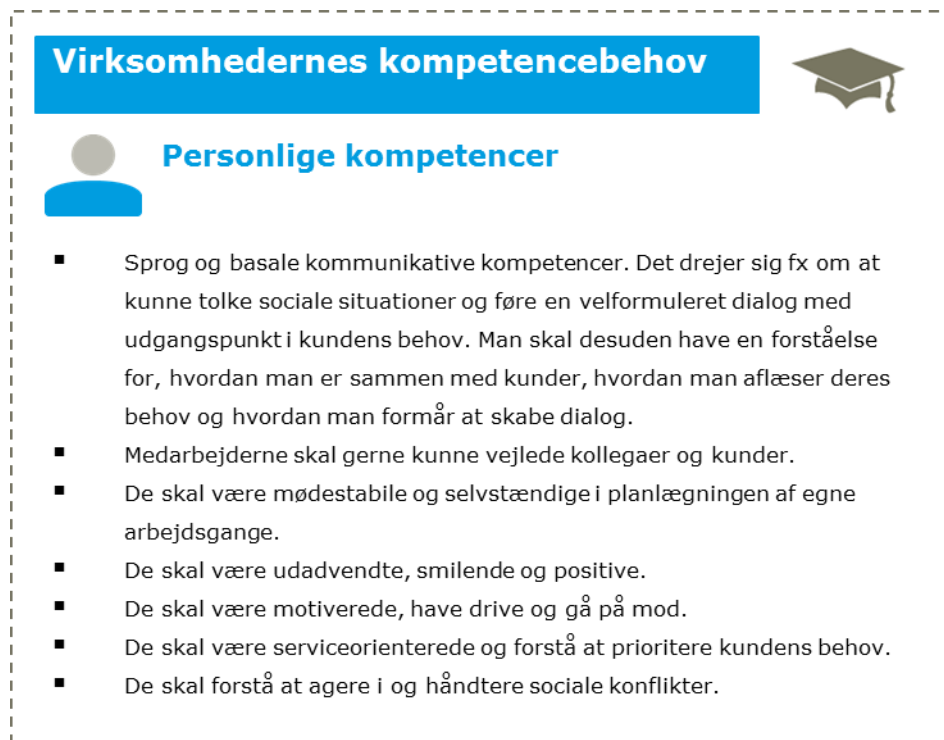 Virksomhedernes kompetencebehov
Personlige kompetencer
▪ Sprog og basale kommunikative kompetencer. Det drejer sig fx om at
kunne tolke sociale situationer og føre en velformuleret dialog med
udgangspunkt i kundens behov. Man skal desuden have en forståelse
for, hvordan man er sammen med kunder, hvordan man aflæser deres
behov og hvordan man formår at skabe dialog.
▪ Medarbejderne skal gerne kunne vejlede kollegaer og kunder.
▪ De skal være mødestabile og selvstændige i planlægningen af egne
arbejdsgange.
▪ De skal være udadvendte, smilende og positive.
▪ De skal være motiverede, have drive og gå på mod.
▪ De skal være serviceorienterede og forstå at prioritere kundens behov.
▪ De skal forstå at agere i og håndtere sociale konflikter.